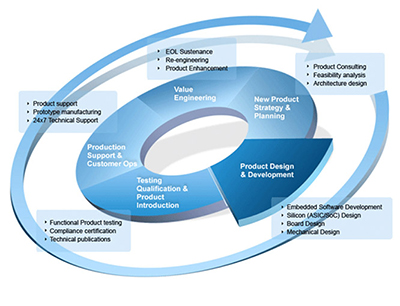 EOL Sustenance
Re-engineering
Product Enhancement
Product Consulting
Feasibility analysis
Architecture design
Product support
Prototype manufacturing
24x7 Technical Support
Value
Engineering
New Product
Strategy &
Planning
Production
Support &
Customer Ops
Product Design
& Development
Testing
Qualification &
Product
Introduction
Functional Product testing
Compliance certification
Technical publications
Embedded Software Development
Silicon (ASIC/SoC) Design
Board Design
Mechanical Design